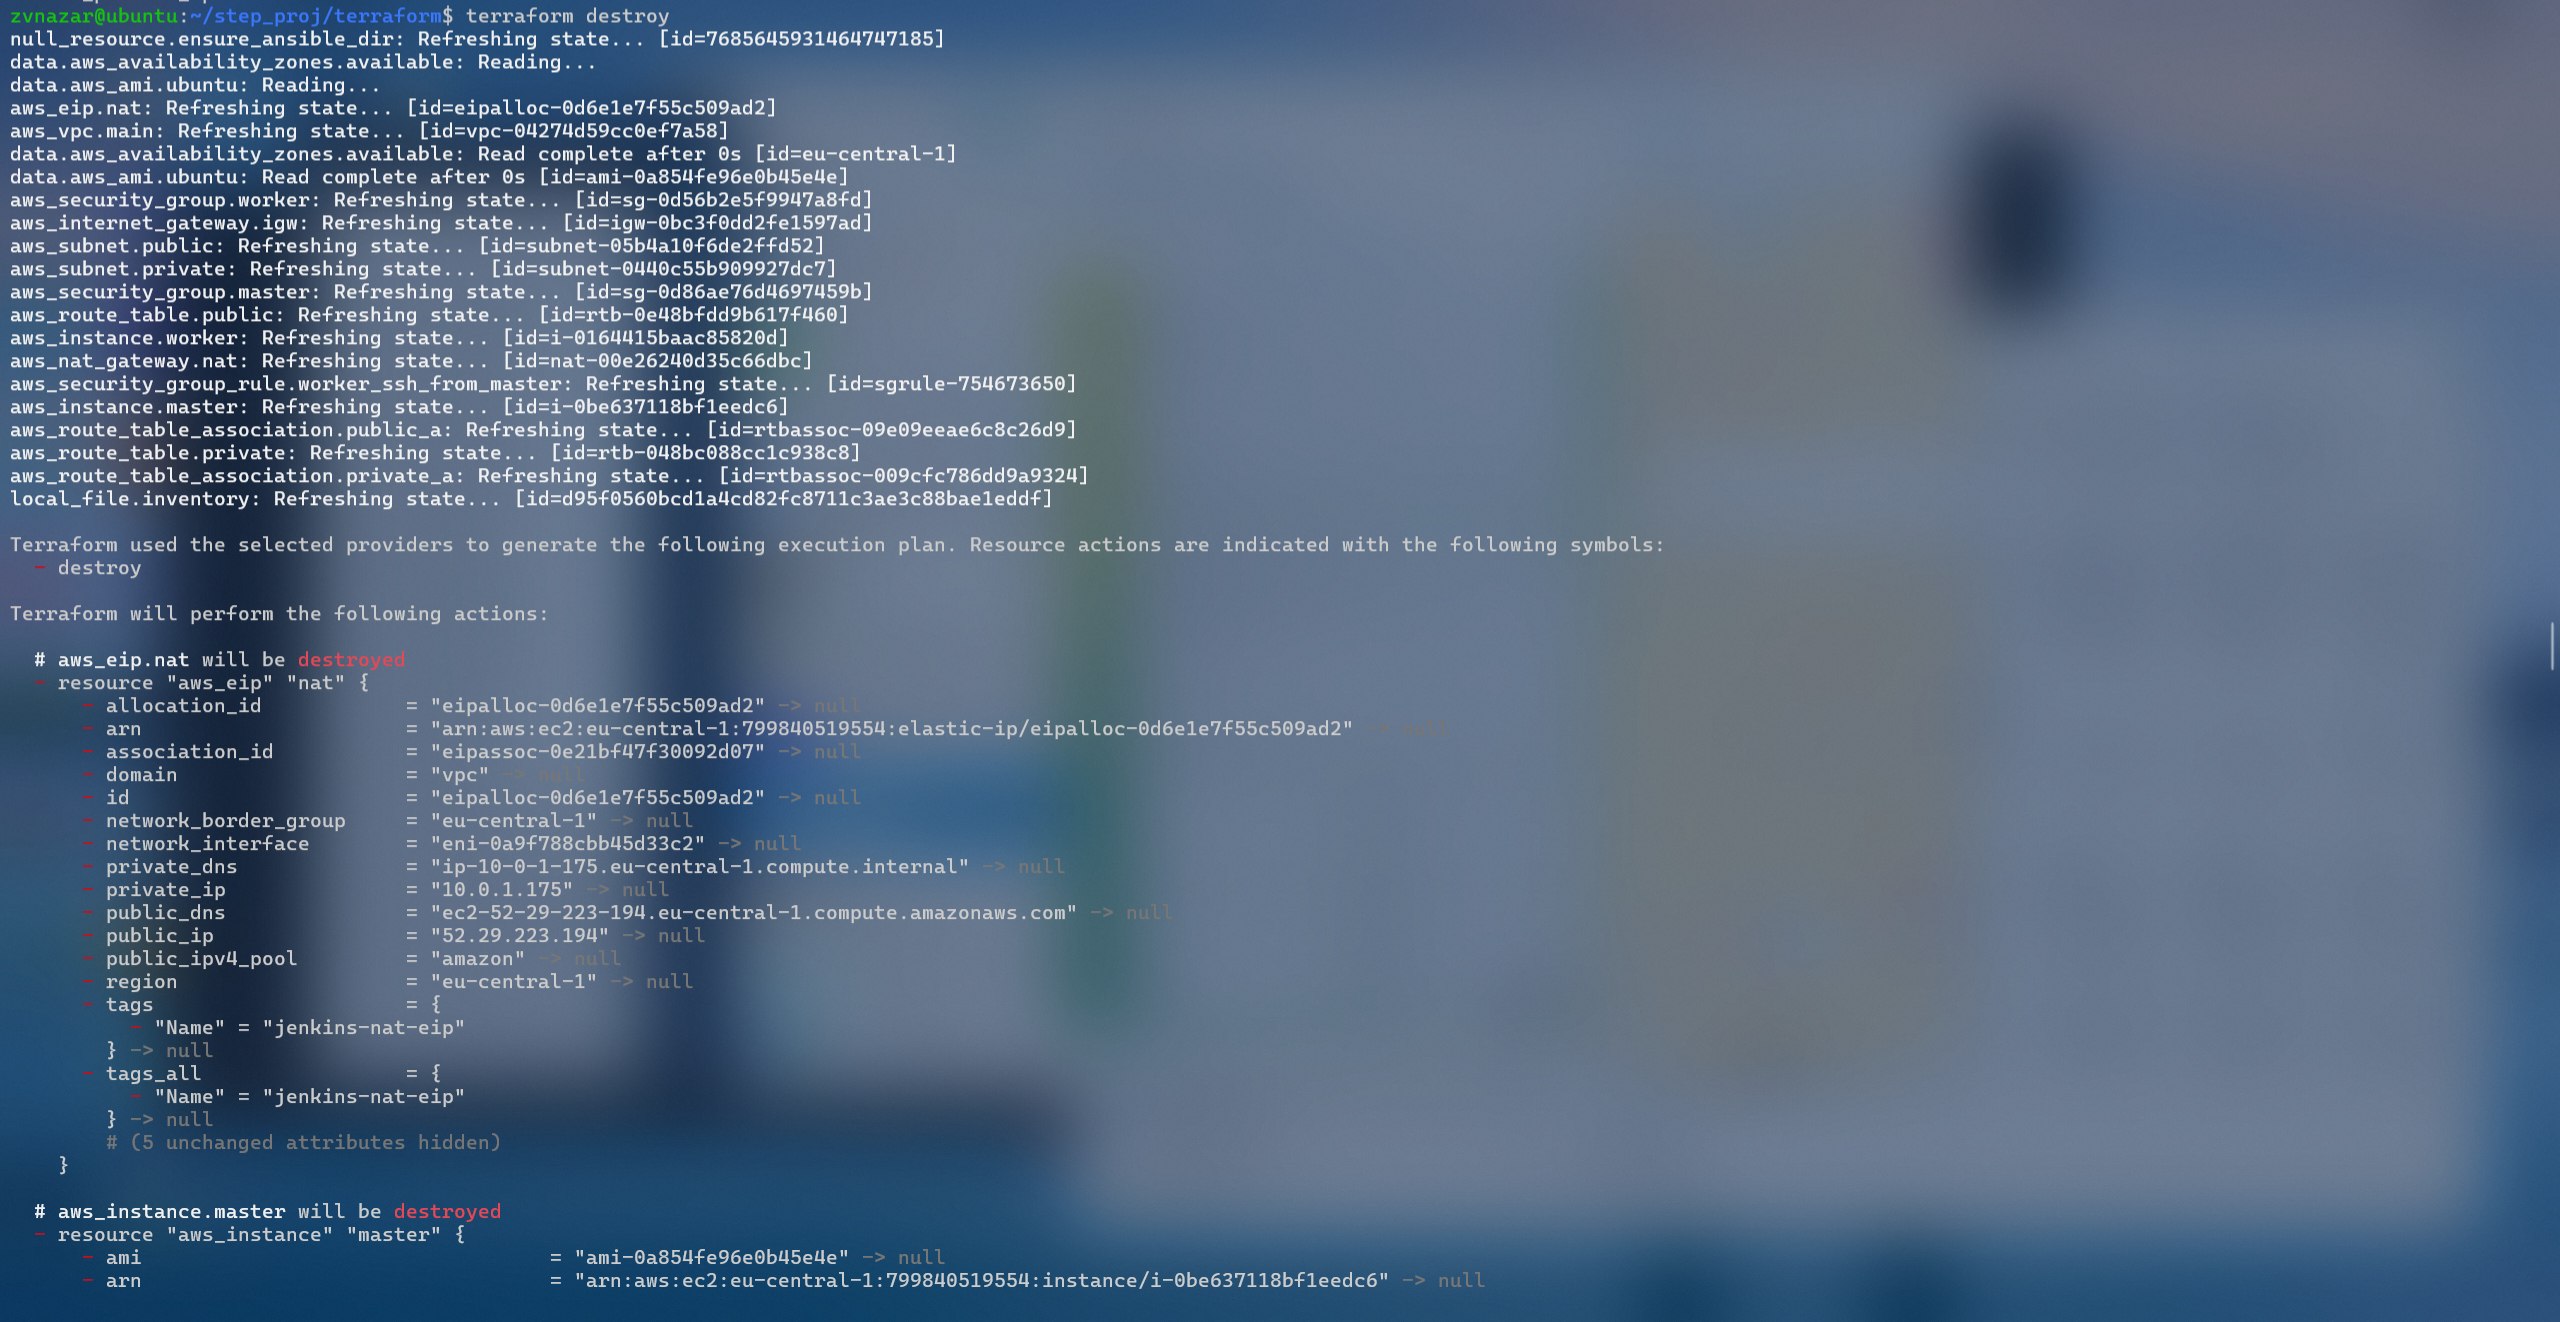 zvnazar@ubuntu:~/step_proj/terraform$ terraform destroy
null_resource.ensure_ansible_dir: Refreshing state... [id=7685645931464747185]
data.aws_availability_zones.available: Reading...
data.aws_ami.ubuntu: Reading...
aws_eip.nat: Refreshing state... [id=eipalloc-0d6e1e7f55c509ad2]
aws_vpc.main: Refreshing state... [id=vpc-04274d59cc0ef7a58]
data.aws_availability_zones.available: Read complete after 0s [id=eu-central-1]
data.aws_ami.ubuntu: Read complete after 0s [id=ami-0a854fe96e0b45e4e]
aws_security_group.worker: Refreshing state... [id=sg-0d56b2e5f9947a8fd]
aws_internet_gateway.igw: Refreshing state... [id=igw-0bc3f0dd2fe1597ad]
aws_subnet.public: Refreshing state... [id=subnet-05b4a10f6de2ffd52]
aws_subnet.private: Refreshing state... [id=subnet-0440c55b909927dc7]
aws_security_group.master: Refreshing state... [id=sg-0d86ae76d4697459b]
aws_route_table.public: Refreshing state... [id=rtb-0e48bfdd9b617f460]
aws_instance.worker: Refreshing state... [id=i-0164415baac85820d]
aws_nat_gateway.nat: Refreshing state... [id=nat-00e26240d35c66dbc]
aws_security_group_rule.worker_ssh_from_master: Refreshing state... [id=sgrule-754673650]
aws_instance.master: Refreshing state... [id=i-0be637118bf1eedc6]
aws_route_table_association.public_a: Refreshing state... [id=rtbassoc-09e09eeae6c8c26d9]
aws_route_table.private: Refreshing state... [id=rtb-048bc088cc1c938c8]
aws_route_table_association.private_a: Refreshing state... [id=rtbassoc-009cfc786dd9a9324]
local_file.inventory: Refreshing state... [id=d95f0560bcd1a4cd82fc8711c3ae3c88bae1eddf]
Terraform used the selected providers to generate the following execution plan. Resource actions are indicated with the following symbols:
- destroy
Terraform will perform the following actions:
# aws_eip.nat will be destroyed
- resource "aws_eip" "nat" {
- allocation_id = "eipalloc-0d6e1e7f55c509ad2" -> null
- arn = "arn:aws:ec2:eu-central-1:799840519554:elastic-ip/eipalloc-0d6e1e7f55c509ad2" -> null
- association_id = "eipassoc-0e21bf47f30092d07" -> null
- domain = "vpc" -> null
- id = "eipalloc-0d6e1e7f55c509ad2" -> null
- network_border_group = "eu-central-1" -> null
- network_interface = "eni-0a9f788cbb45d33c2" -> null
- private_dns = "ip-10-0-1-175.eu-central-1.compute.internal" -> null
- private_ip = "10.0.1.175" -> null
- public_dns = "ec2-52-29-223-194.eu-central-1.compute.amazonaws.com" -> null
- public_ip = "52.29.223.194" -> null
- public_ipv4_pool = "amazon" -> null
- region = "eu-central-1" -> null
- tags = {
- "Name" = "jenkins-nat-eip"
} -> null
- tags_all = {
- "Name" = "jenkins-nat-eip"
} -> null
# (5 unchanged attributes hidden)
}
# aws_instance.master will be destroyed
- resource "aws_instance" "master" {
- ami = "ami-0a854fe96e0b45e4e" -> null
- arn = "arn:aws:ec2:eu-central-1:799840519554:instance/i-0be637118bf1eedc6" -> null